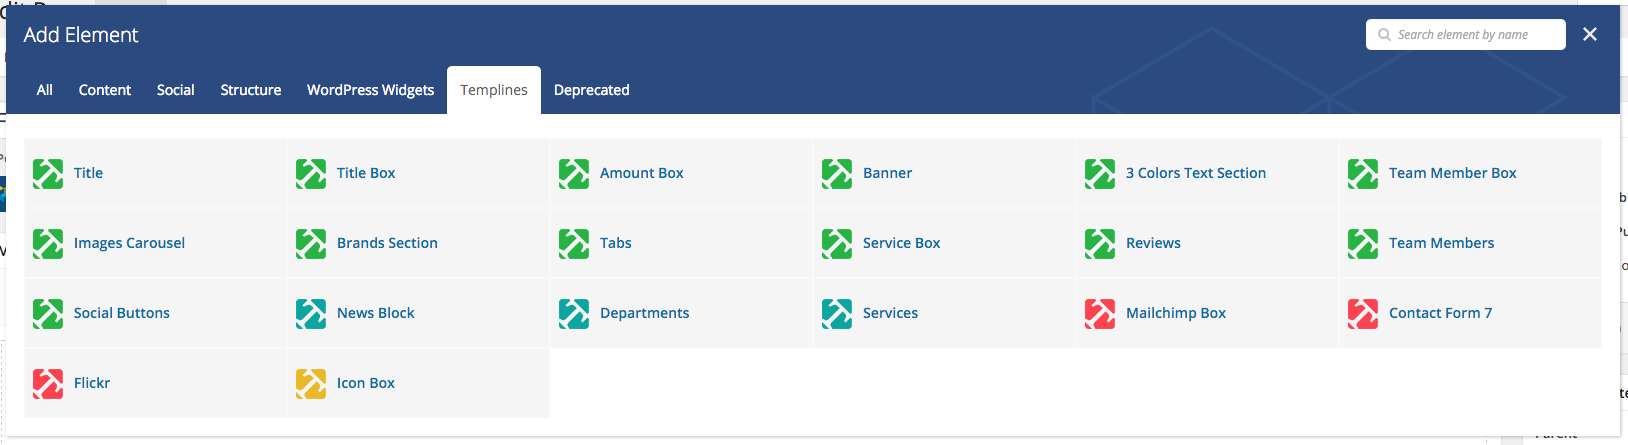 Add Element
Search element by name
All Content Social Structure WordPress Widgets Templines Deprecated
Title Title Box Amount Box Banner 3 Colors Text Section Team Member Box
Images Carousel Brands Section Tabs Service Box Reviews Team Members
Social Buttons News Block Departments Services Mailchimp Box Contact Form 7
Flickr Icon Box